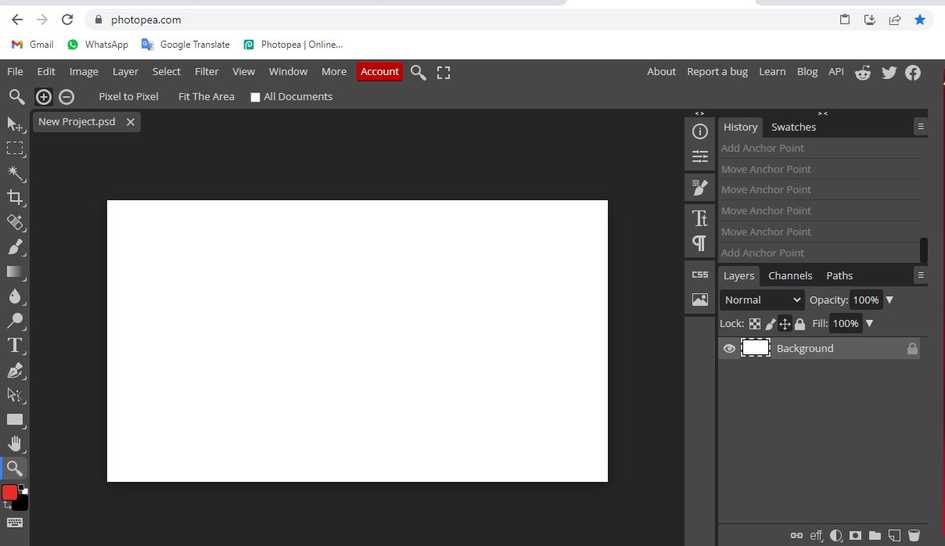 photopea.com
Gmail WhatsApp Google Translate Photopea | Online...
File Edit Image Layer Select Filter View Window More Account About Report a bug Learn Blog API
Pixel to Pixel Fit The Area All Documents
New Project.psd
History Swatches
Add Anchor Point
Move Anchor Point
Move Anchor Point
Move Anchor Point
Move Anchor Point
Add Anchor Point
CSS
Layers Channels Paths
Normal Opacity: 100%
Lock: Fill: 100%
Background
eff